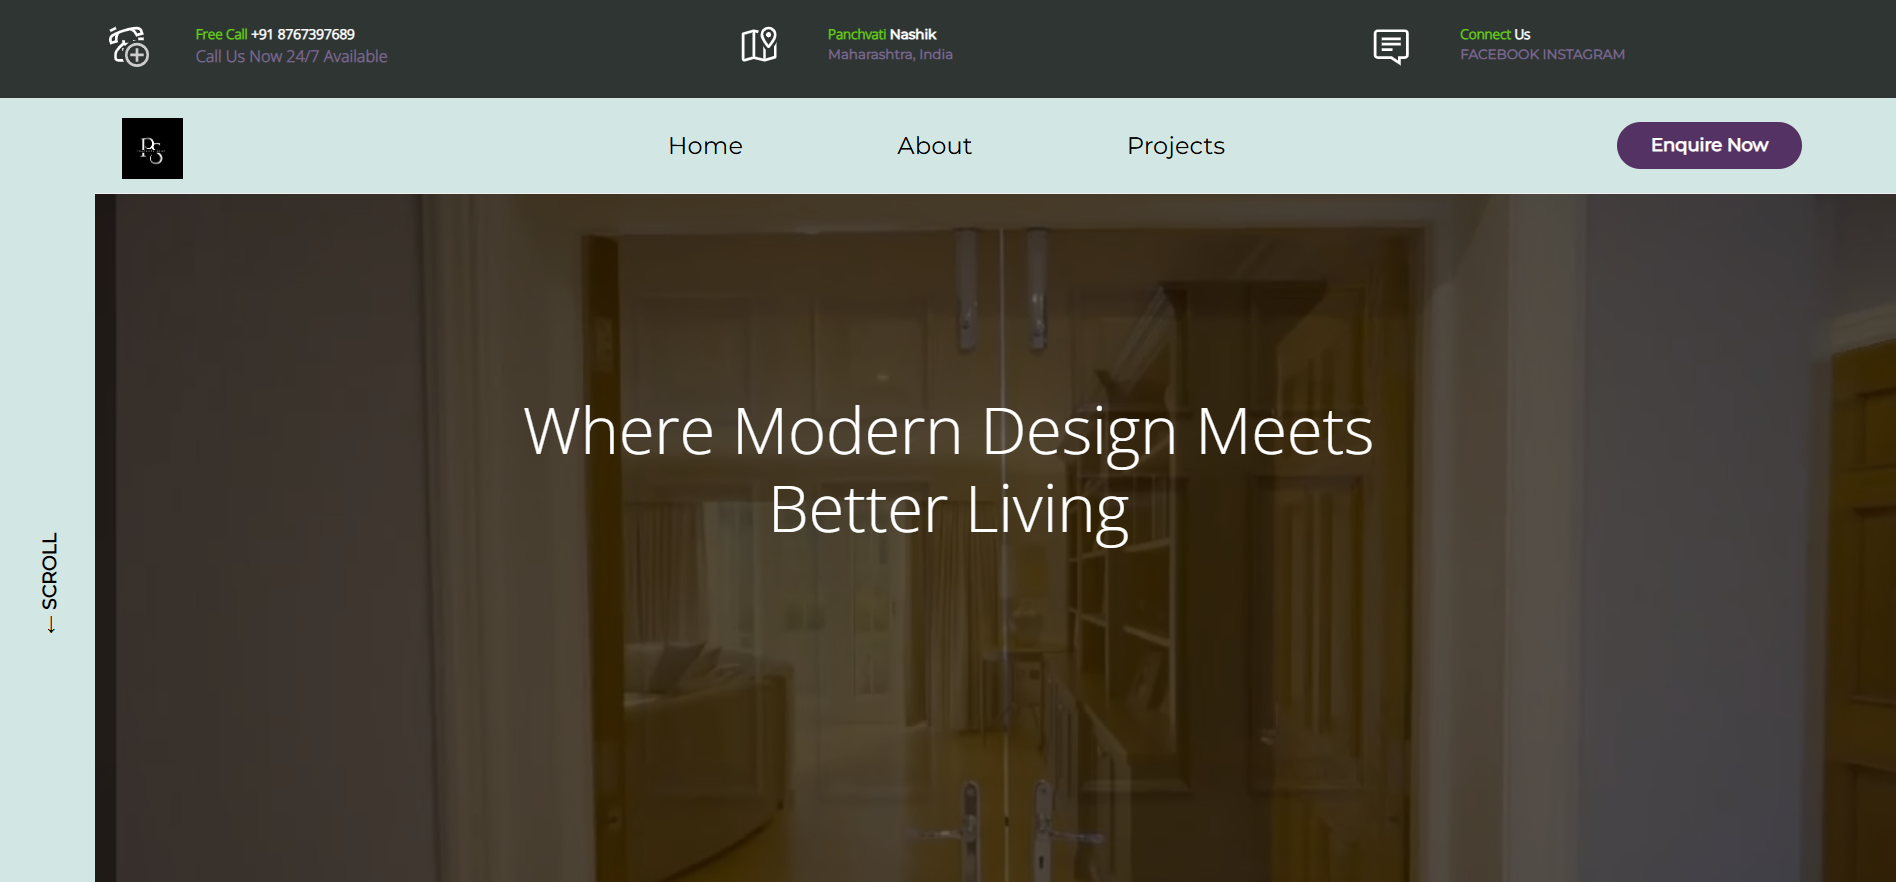 Free Call +91 8767397689
Call Us Now 24/7 Available
Panchvati Nashik
Maharashtra, India
Connect Us
FACEBOOK INSTAGRAM
PS
Home
About
Projects
Enquire Now
Where Modern Design Meets
Better Living
← SCROLL